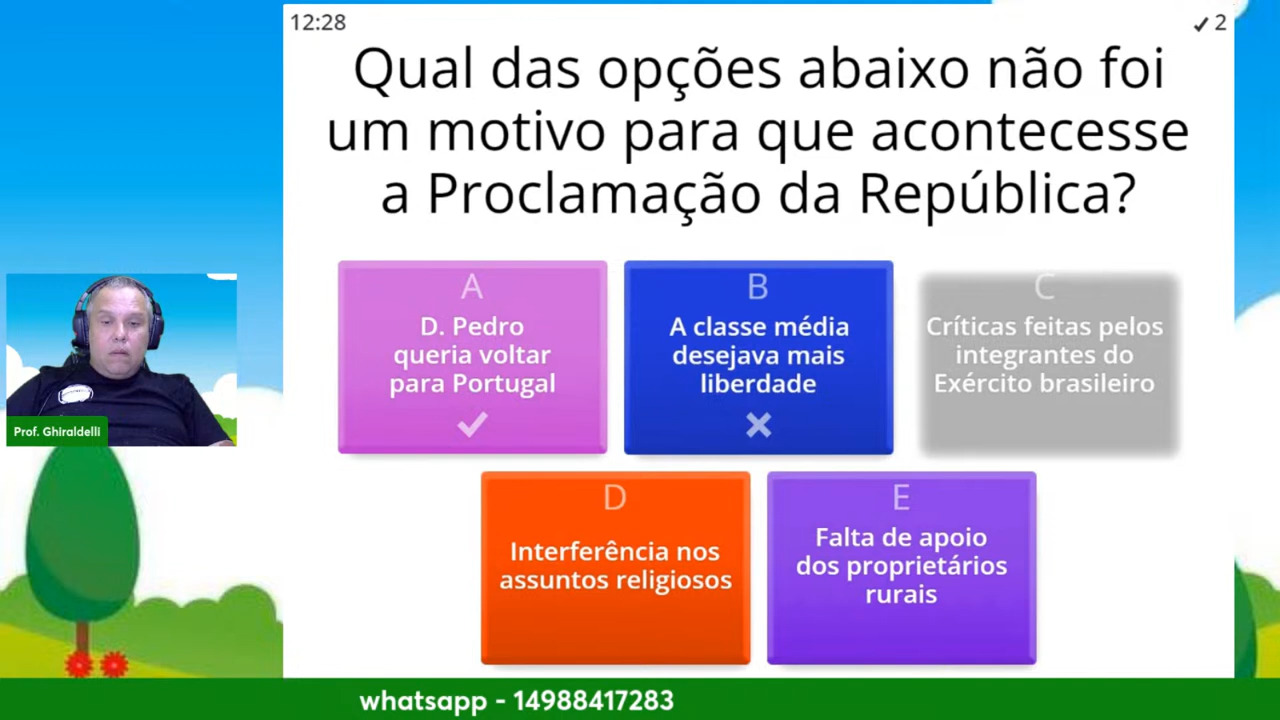 12:28
✓ 2
Qual das opções abaixo não foi
um motivo para que acontecesse
a Proclamação da República?
A
D. Pedro
queria voltar
para Portugal
B
A classe média
desejava mais
liberdade
C
Críticas feitas pelos
integrantes do
Exército brasileiro
D
Interferência nos
assuntos religiosos
E
Falta de apoio
dos proprietários
rurais
Prof. Ghiraldelli
whatsapp - 14988417283